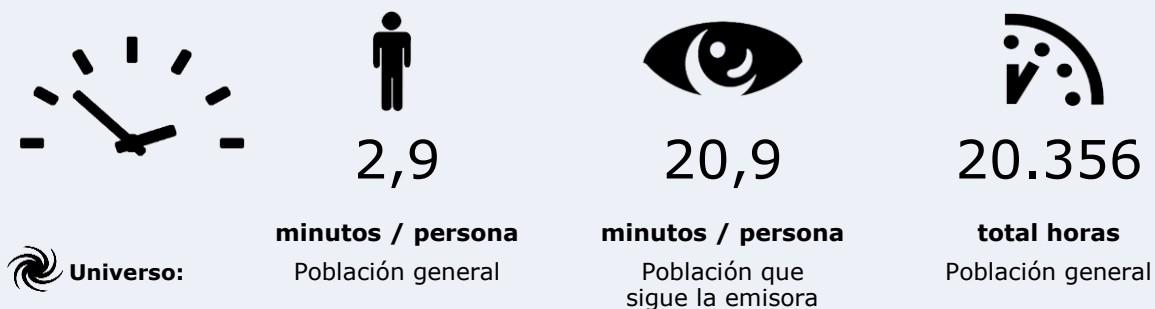 2,9
20,9
20.356
minutos / persona
minutos / persona
total horas
Universo:
Población general
Población que
sigue la emisora
Población general